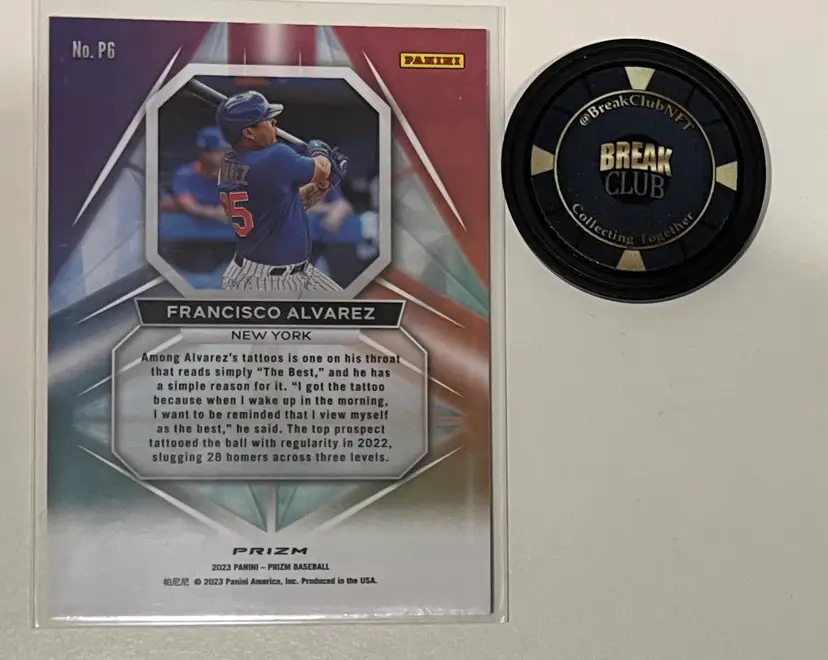 No. P6
PANINI
FRANCISCO ALVAREZ
NEW YORK
Among Alvarez's tattoos is one on his throat
that reads simply "The Best," and he has
a simple reason for it. "I got the tattoo
because when I wake up in the morning,
I want to be reminded that I view myself
as the best," he said. The top prospect
tattooed the ball with regularity in 2022,
slugging 28 homers across three levels.
PRIZM
2023 PANINI – PRIZM BASEBALL
帕尼尼 © 2023 Panini America, Inc. Produced in the USA.
@BreakClubNFT
BREAK
CLUB
Collecting Together